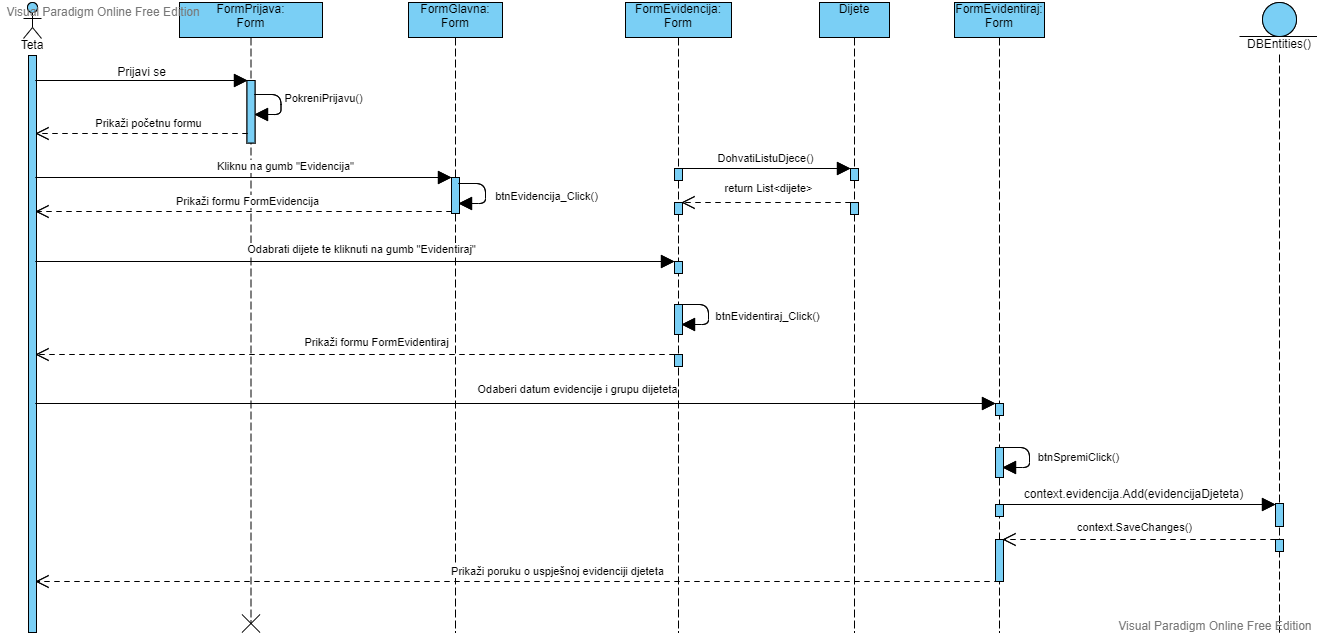 Visual Paradigm Online Free Edition
Teta
FormPrijava:
Form
FormGlavna:
Form
FormEvidencija:
Form
Dijete
FormEvidentiraj:
Form
DBEntities()
Prijavi se
PokreniPrijavu()
Prikaži početnu formu
Kliknu na gumb "Evidencija"
DohvatiListuDjece()
return List<dijete>
btnEvidencija_Click()
Prikaži formu FormEvidencija
Odabrati dijete te kliknuti na gumb "Evidentiraj"
btnEvidentiraj_Click()
Prikaži formu FormEvidentiraj
Odaberi datum evidencije i grupu dijeteta
btnSpremiClick()
context.evidencija.Add(evidencijaDjeteta)
context.SaveChanges()
Prikaži poruku o uspješnoj evidenciji djeteta
Visual Paradigm Online Free Edition